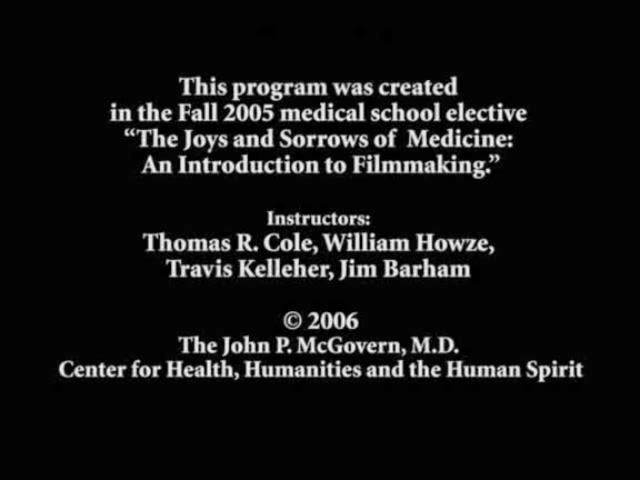 This program was created
in the Fall 2005 medical school elective
“The Joys and Sorrows of Medicine:
An Introduction to Filmmaking.”
Instructors:
Thomas R. Cole, William Howze,
Travis Kelleher, Jim Barham
© 2006
The John P. McGovern, M.D.
Center for Health, Humanities and the Human Spirit